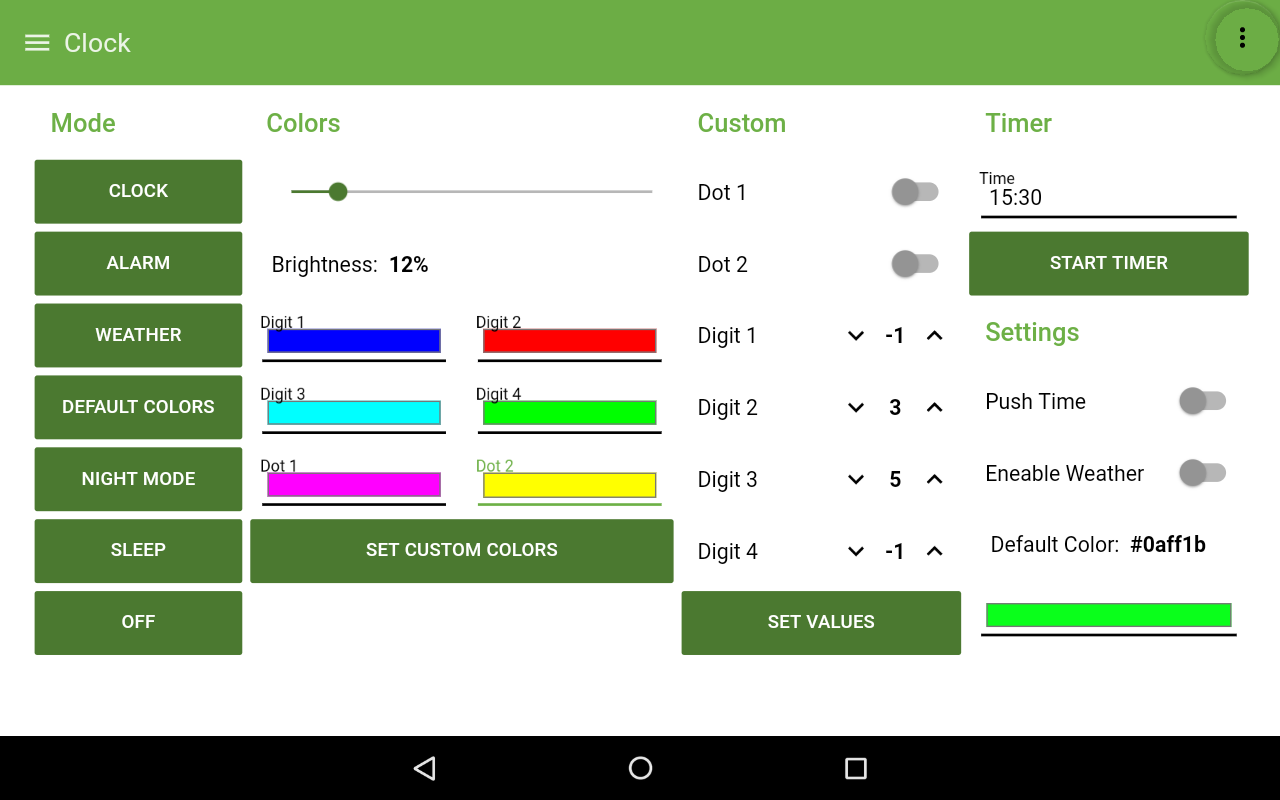 Clock
Mode
CLOCK
ALARM
WEATHER
DEFAULT COLORS
NIGHT MODE
SLEEP
OFF
Colors
Brightness: 12%
Digit 1
Digit 2
Digit 3
Digit 4
Dot 1
Dot 2
SET CUSTOM COLORS
Custom
Dot 1
Dot 2
Digit 1 -1
Digit 2 3
Digit 3 5
Digit 4 -1
SET VALUES
Timer
Time
15:30
START TIMER
Settings
Push Time
Eneable Weather
Default Color: #0aff1b